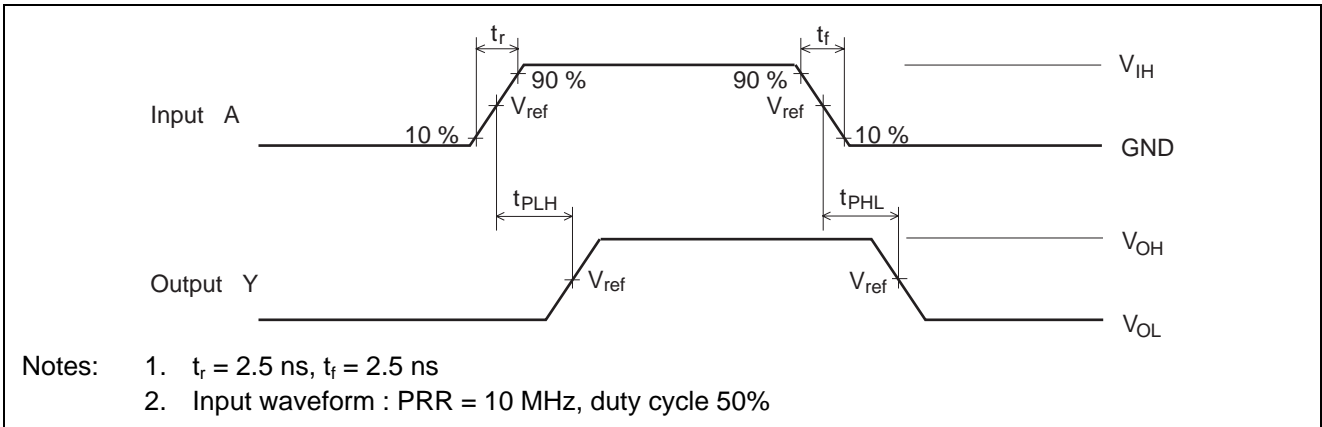 tr tf
90 % 90 % VIH
Input A Vref Vref
10 % 10 % GND
tPLH tPHL
VOH
Output Y Vref Vref
VOL
Notes: 1. tr = 2.5 ns, tf = 2.5 ns
2. Input waveform : PRR = 10 MHz, duty cycle 50%